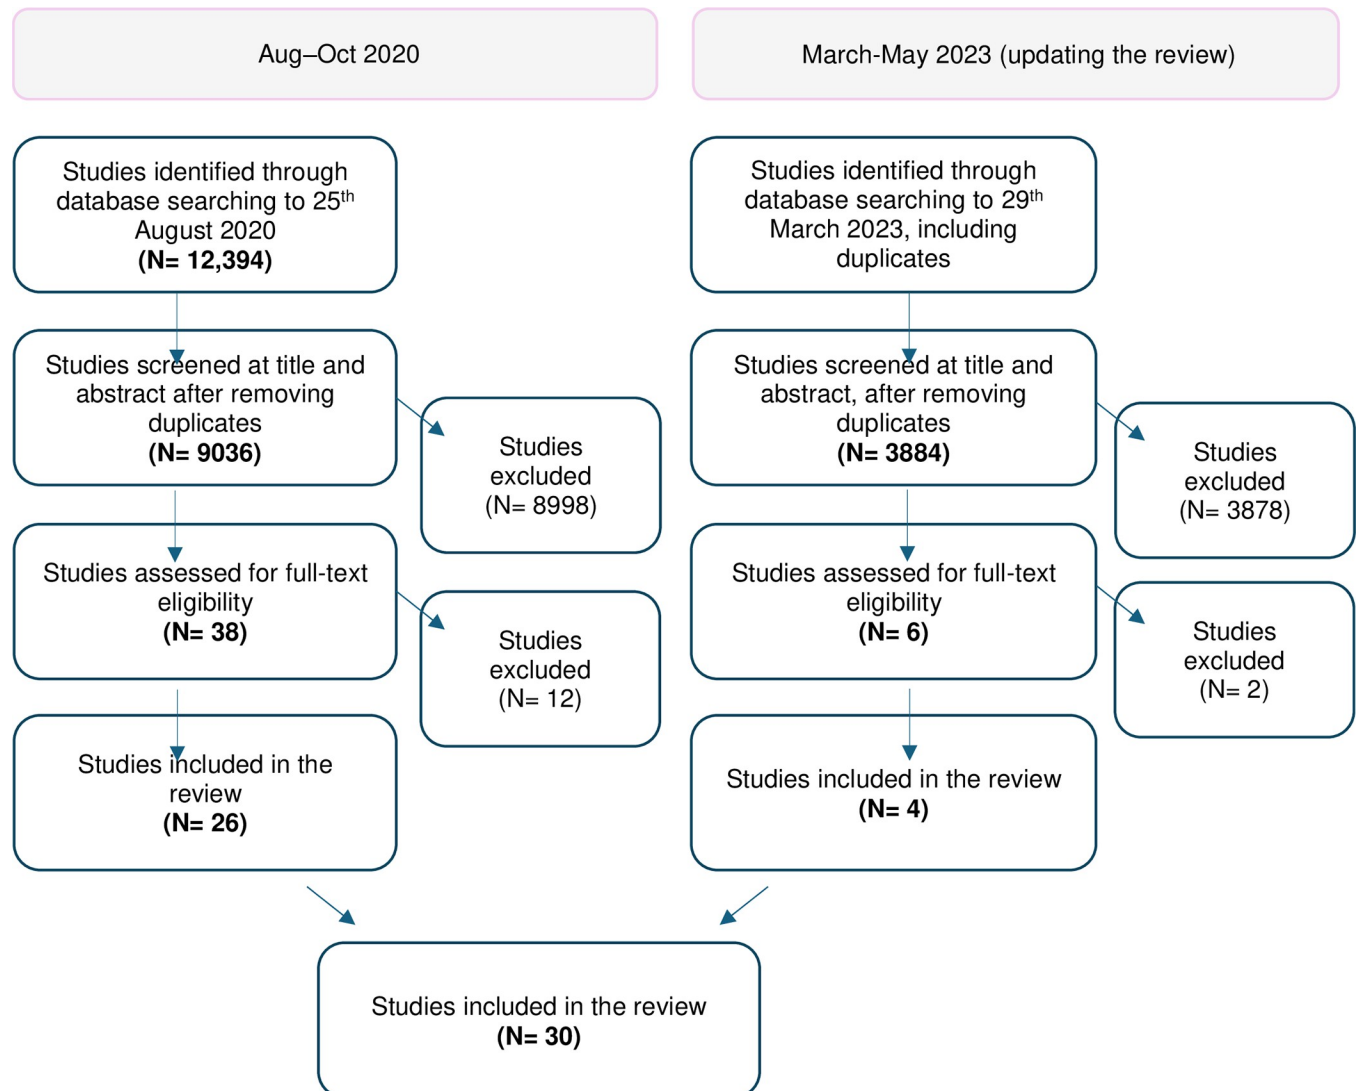 Aug–Oct 2020
March-May 2023 (updating the review)
Studies identified through
database searching to 25th
August 2020
(N= 12,394)
Studies screened at title and
abstract after removing
duplicates
(N= 9036)
Studies
excluded
(N= 8998)
Studies assessed for full-text
eligibility
(N= 38)
Studies
excluded
(N= 12)
Studies included in the
review
(N= 26)
Studies identified through
database searching to 29th
March 2023, including
duplicates
Studies screened at title and
abstract, after removing
duplicates
(N= 3884)
Studies
excluded
(N= 3878)
Studies assessed for full-text
eligibility
(N= 6)
Studies
excluded
(N= 2)
Studies included in the review
(N= 4)
Studies included in the review
(N= 30)